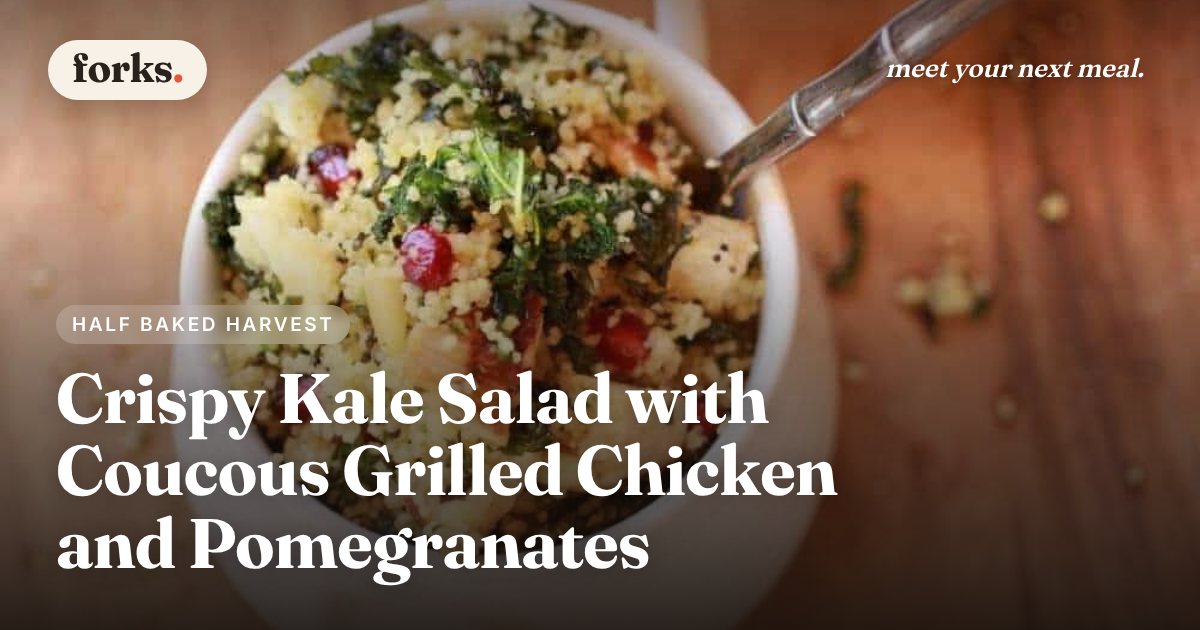 forks.
meet your next meal.
HALF BAKED HARVEST
Crispy Kale Salad with
Coucous Grilled Chicken
and Pomegranates